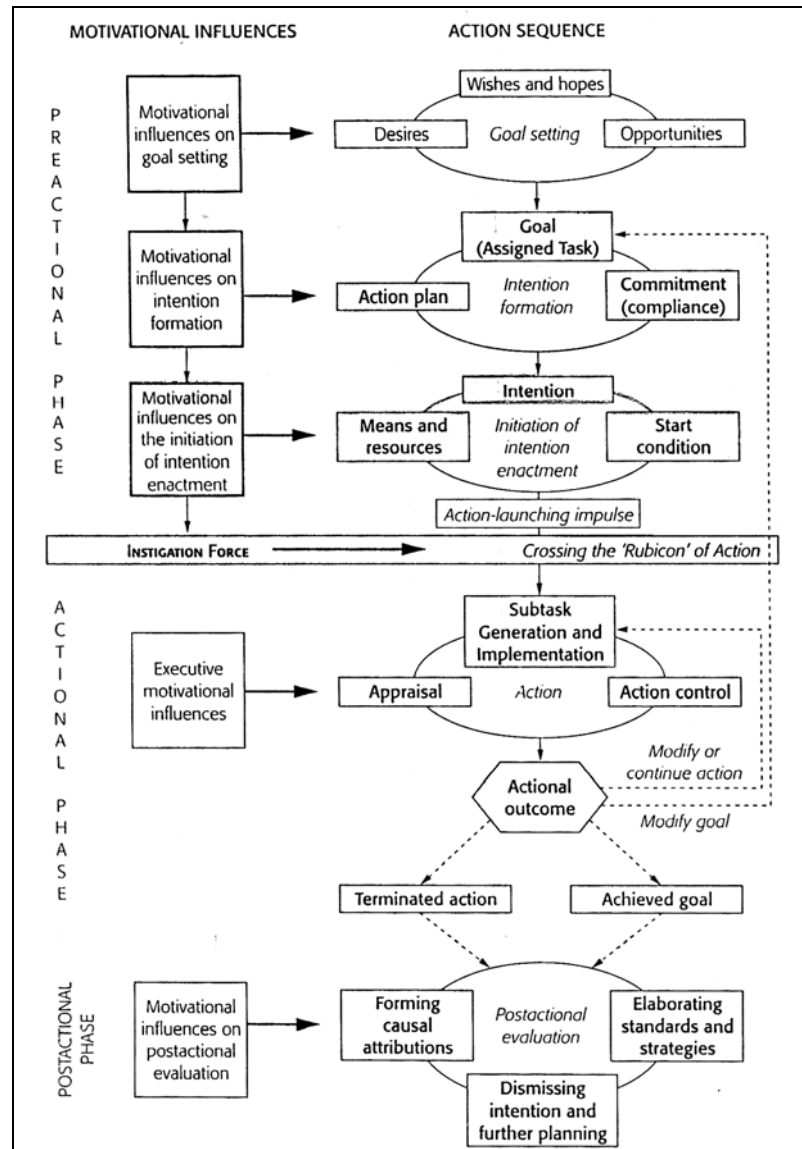 MOTIVATIONAL INFLUENCES
ACTION SEQUENCE
PREACTIONAL PHASE
Motivational
influences on
goal setting
Wishes and hopes
Desires
Goal setting
Opportunities
Motivational
influences on
intention
formation
Goal
(Assigned Task)
Action plan
Intention
formation
Commitment
(compliance)
Motivational
influences on
the initiation
of intention
enactment
Intention
Means and
resources
Initiation of
intention
enactment
Start
condition
Action-launching impulse
INSTIGATION FORCE
Crossing the 'Rubicon' of Action
ACTIONAL PHASE
Executive
motivational
influences
Subtask
Generation and
Implementation
Appraisal
Action
Action control
Modify or
continue action
Actional
outcome
Modify goal
Terminated action
Achieved goal
POSTACTIONAL
PHASE
Motivational
influences on
postactional
evaluation
Forming
causal
attributions
Postactional
evaluation
Elaborating
standards and
strategies
Dismissing
intention and
further planning